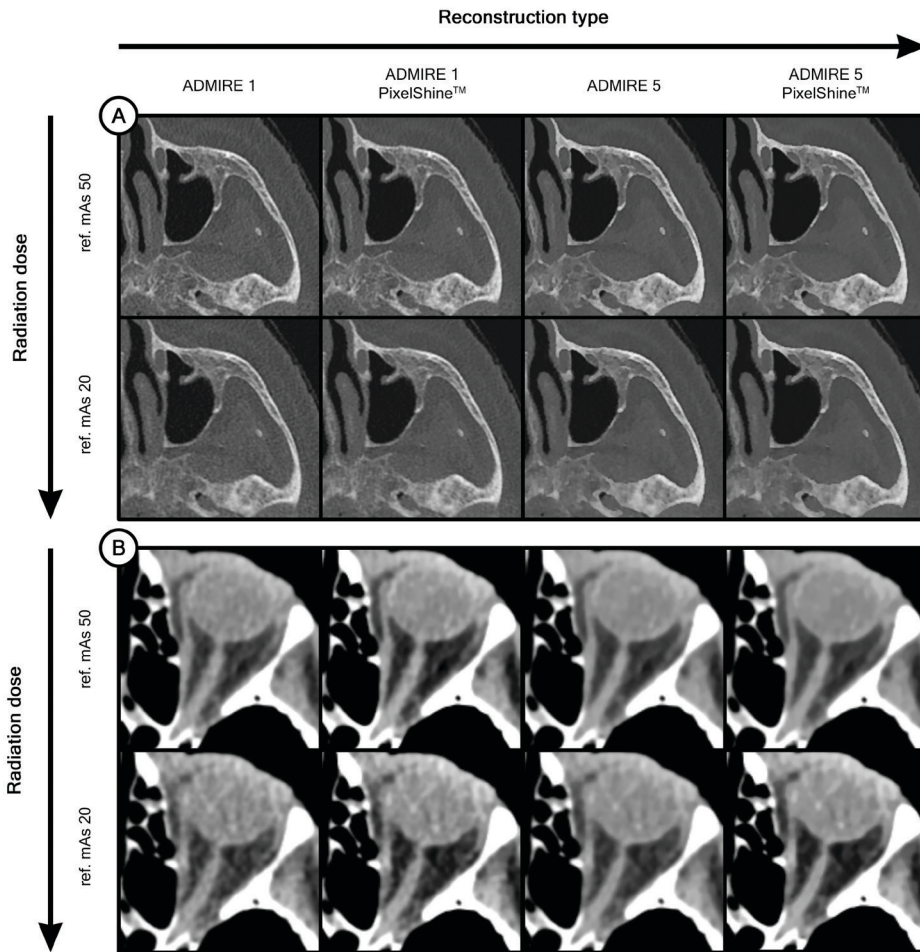 Reconstruction type
ADMIRE 1
ADMIRE 1
PixelShine™
ADMIRE 5
ADMIRE 5
PixelShine™
A
Radiation dose
ref. mAs 50
ref. mAs 20
B
Radiation dose
ref. mAs 50
ref. mAs 20